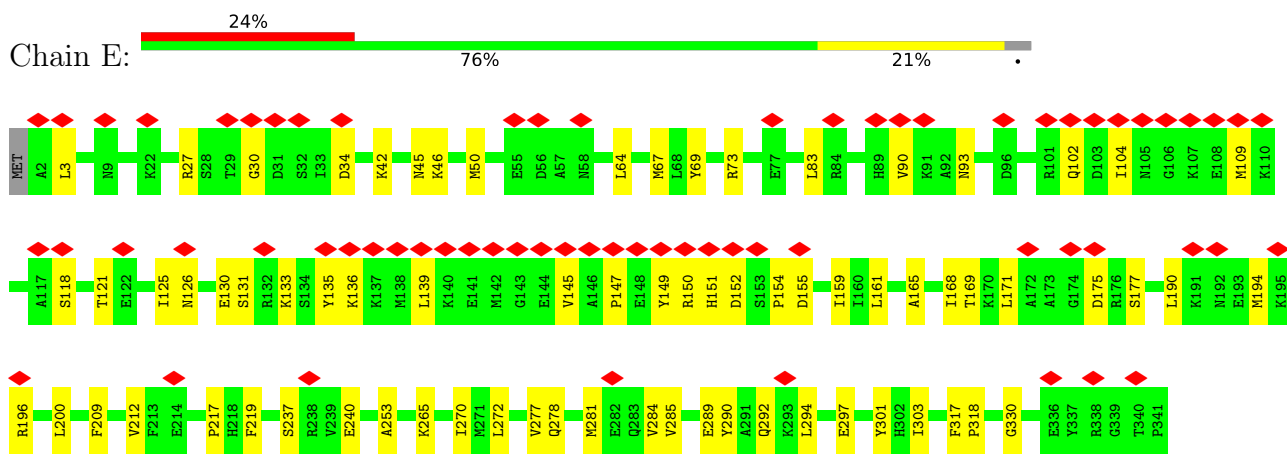 24%
Chain E:
76% 21% •
MET A2 L3 N9 K22 R27 S28 T29 G30 D31 S32 I33 D34 K42 N45 K46 M50 E55 D56 A57 N58 L64 M67 L68 Y69 R73 E77 L83 R84 H89 V90 K91 A92 N93 D96 R101 Q102 D103 I104 N105 G106 K107 E108 M109 K110
A117 S118 T121 E122 I125 N126 E130 S131 R132 K133 S134 Y135 K136 K137 M138 L139 K140 E141 M142 G143 E144 V145 A146 P147 E148 Y149 R150 H151 D152 S153 P154 D155 I159 I160 L161 A165 I168 T169 K170 L171 A172 A173 G174 D175 R176 S177 L190 K191 N192 E193 M194 K195
R196 L200 F209 V212 F213 E214 P217 H218 F219 S237 R238 V239 E240 A253 K265 I270 M271 L272 V277 Q278 M281 E282 Q283 V284 V285 E289 Y290 A291 Q292 K293 L294 E297 Y301 H302 I303 F317 P318 G330 E336 Y337 R338 G339 T340 P341